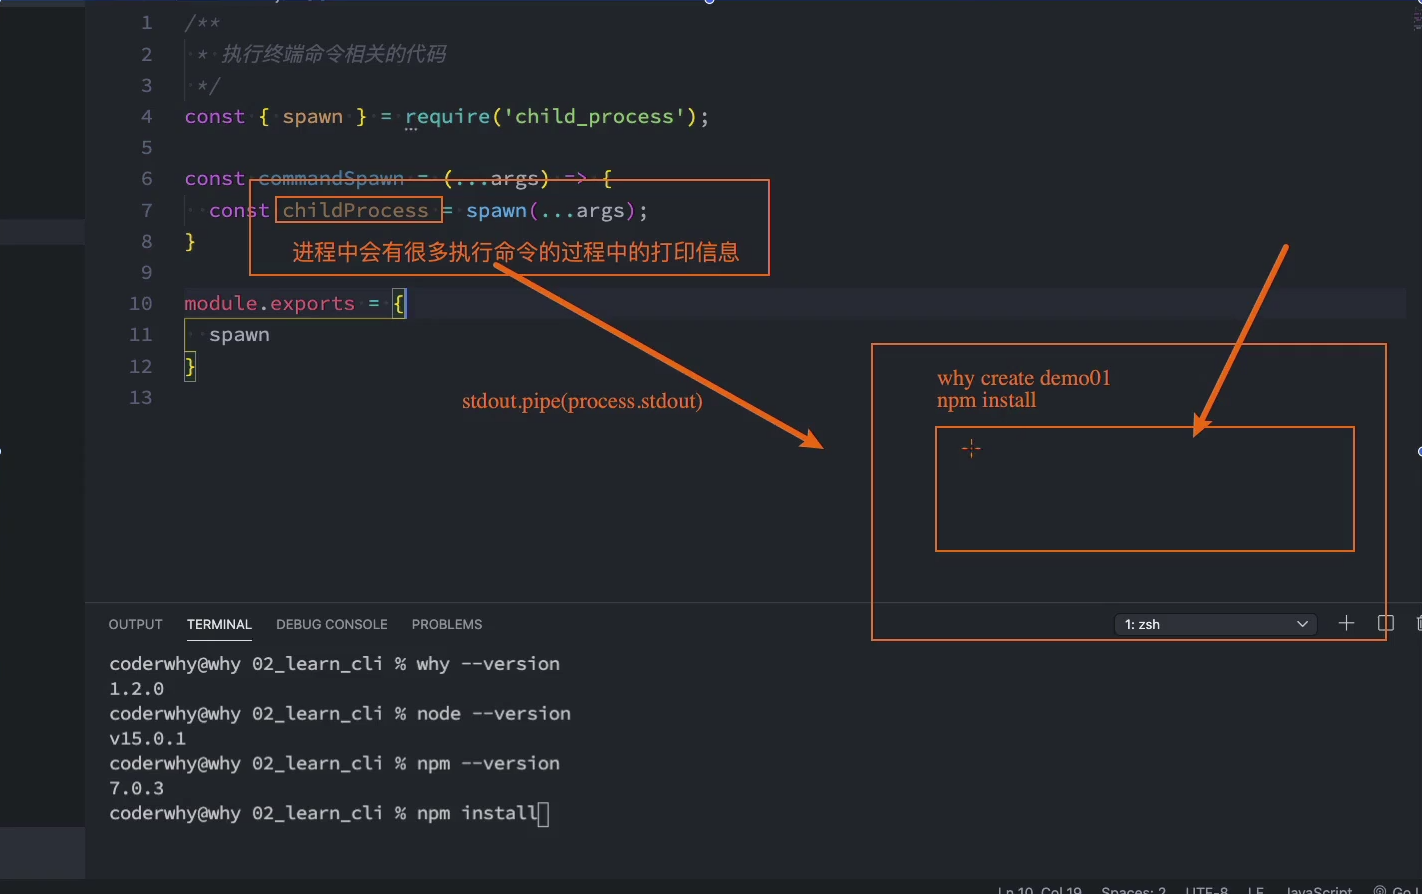 1 /**
2 * 执行终端命令相关的代码
3 */
4 const { spawn } = require('child_process');
5
6 const commandSpawn = (...args) => {
7 const childProcess = spawn(...args);
8 }
进程中会有很多执行命令的过程中的打印信息
9
10 module.exports = {
11 spawn
12 }
13
stdout.pipe(process.stdout)
why create demo01
npm install
OUTPUT TERMINAL DEBUG CONSOLE PROBLEMS 1: zsh
coderwhy@why 02_learn_cli % why --version
1.2.0
coderwhy@why 02_learn_cli % node --version
v15.0.1
coderwhy@why 02_learn_cli % npm --version
7.0.3
coderwhy@why 02_learn_cli % npm install
Ln 10, Col 19 Spaces: 2 UTF-8 LF JavaScript Go